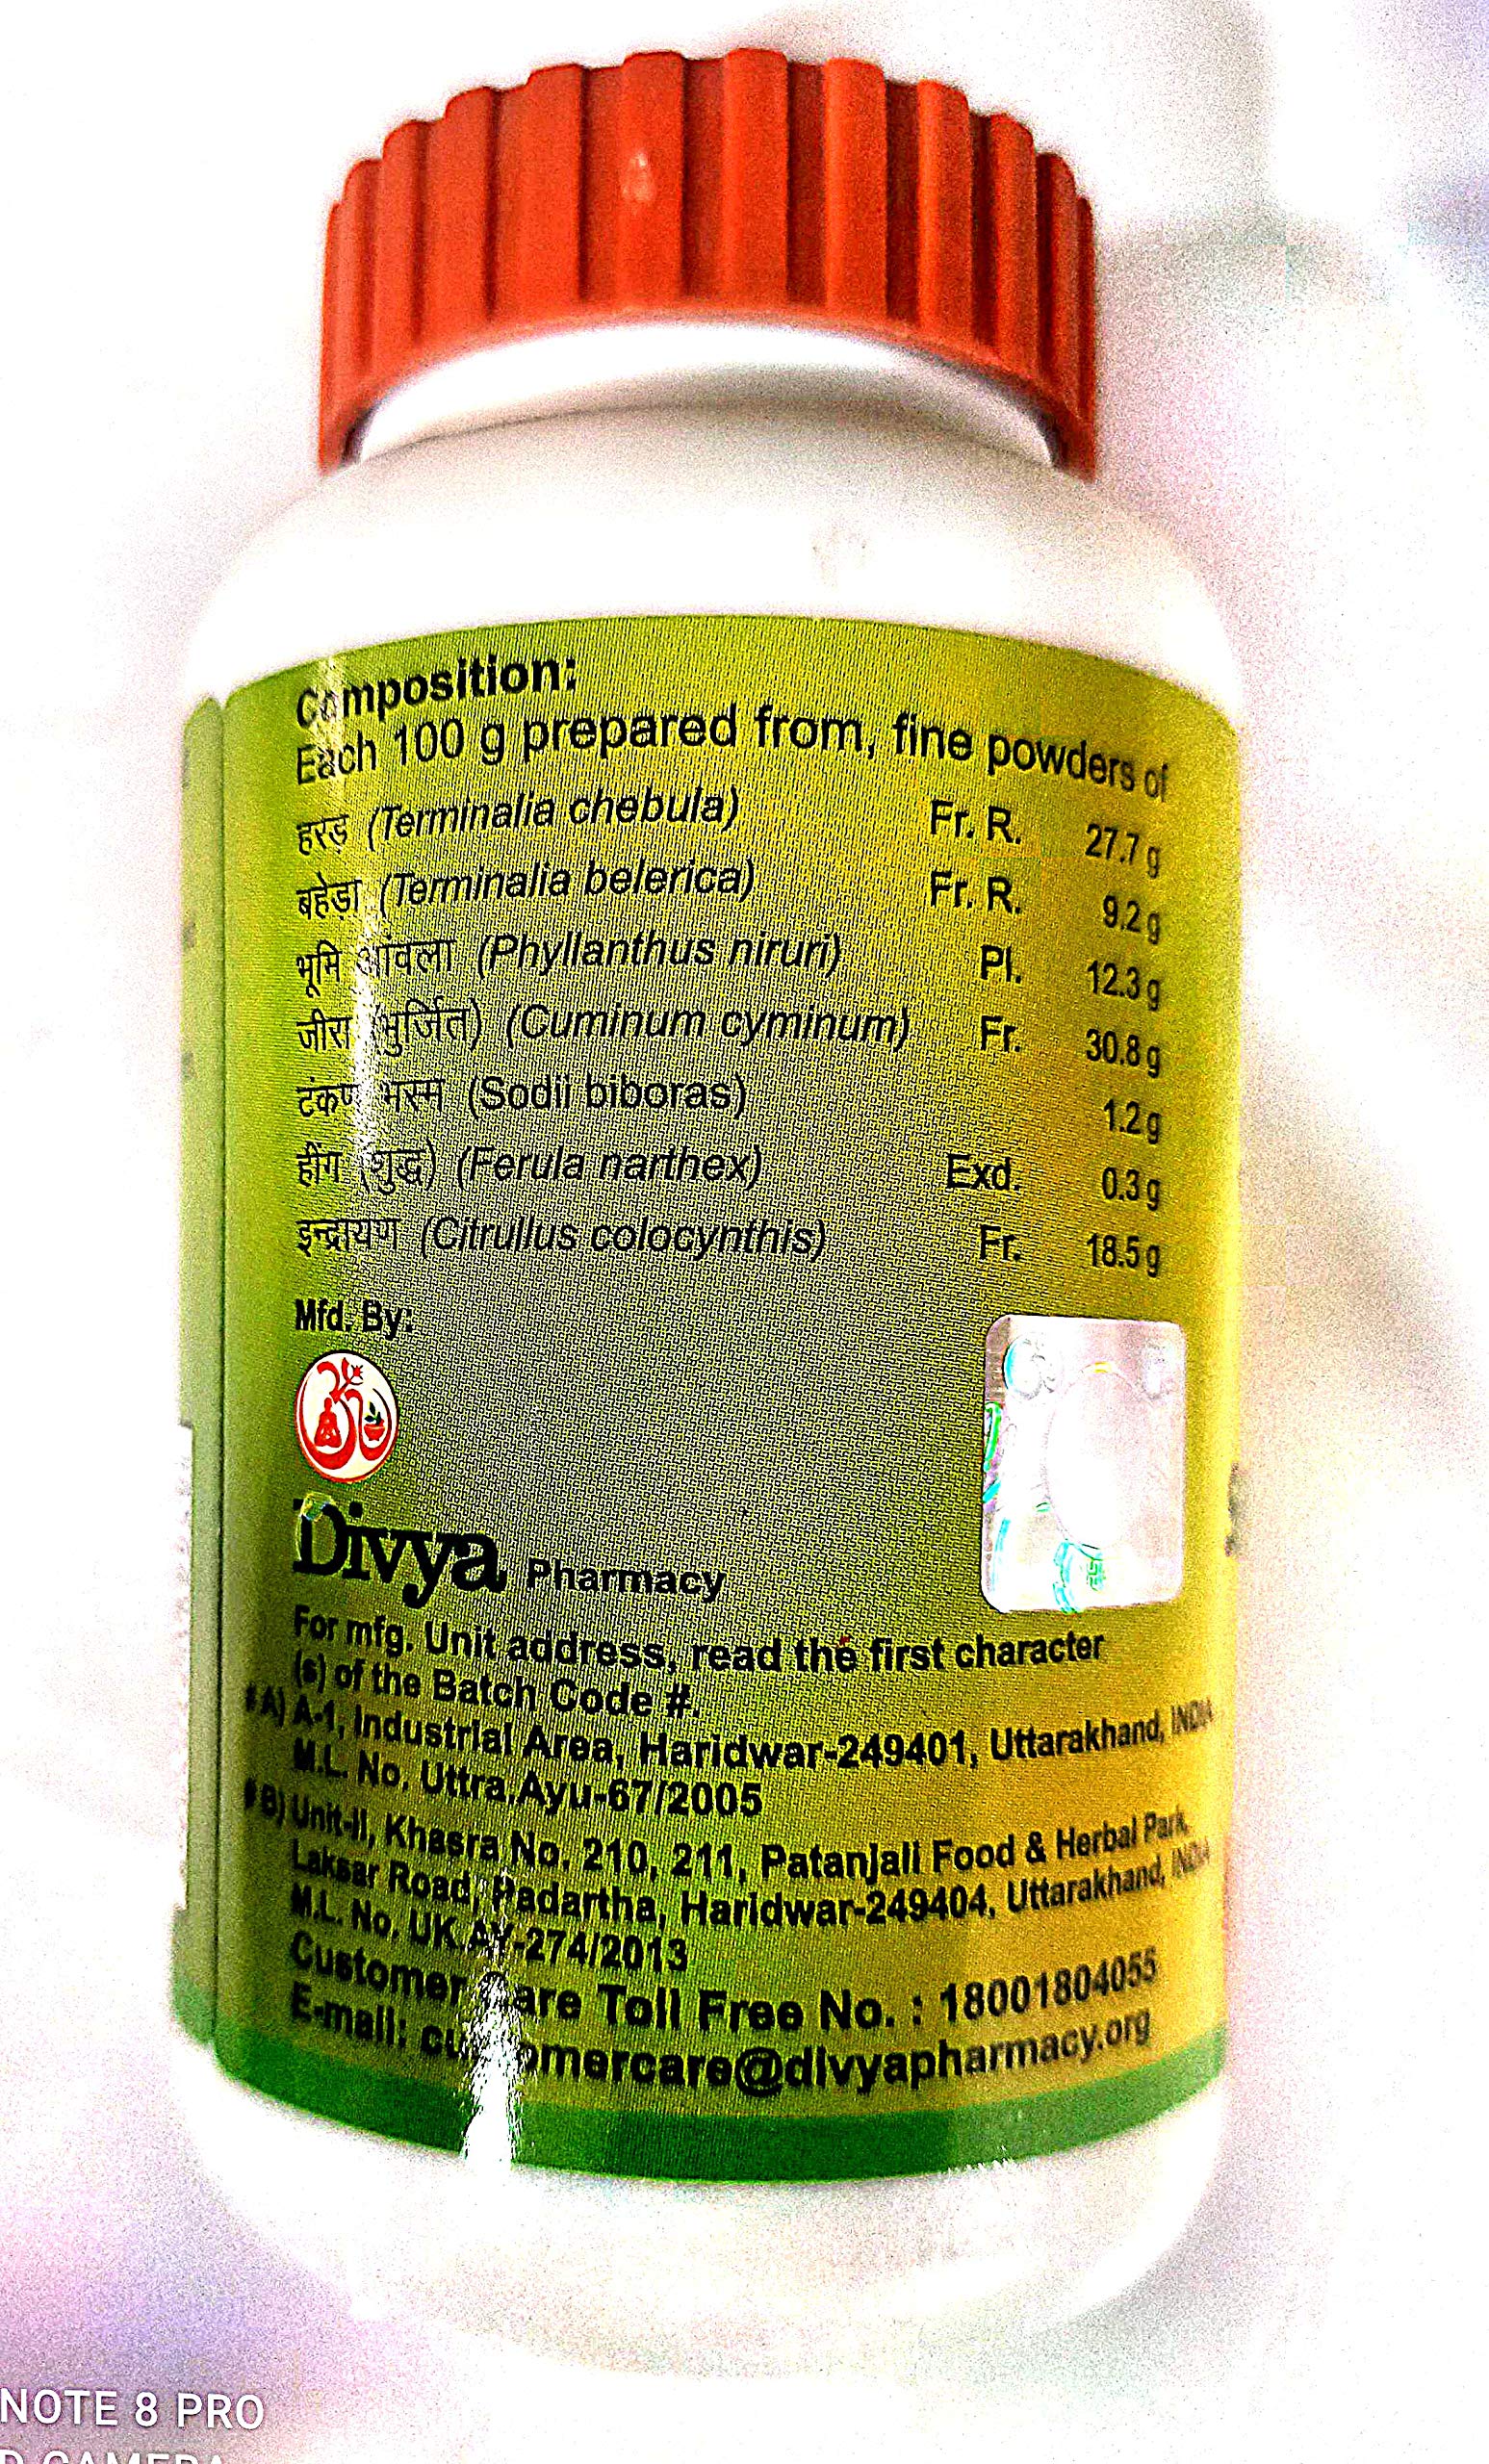 Composition:
Each 100 g prepared from, fine powders of
हरड़ (Terminalia chebula) Fr. R. 27.7 g
बहेड़ा (Terminalia belerica) Fr. R. 9.2 g
भूमि आंवला (Phyllanthus niruri) Pl. 12.3 g
जीरा (भुर्जित) (Cuminum cyminum) Fr. 30.8 g
टंकण भस्म (Sodii biboras) 1.2 g
हींग (शुद्ध) (Ferula narthex) Exd. 0.3 g
इन्द्रायण (Citrullus colocynthis) Fr. 18.5 g
Mfd. By:
Divya Pharmacy
For mfg. Unit address, read the first character
(s) of the Batch Code #.
#A) A-1, Industrial Area, Haridwar-249401, Uttarakhand, INDIA
M.L. No. Uttra.Ayu-67/2005
#B) Unit-II, Khasra No. 210, 211, Patanjali Food & Herbal Park,
Laksar Road, Padartha, Haridwar-249404, Uttarakhand, INDIA
M.L. No. UK.AY-274/2013
Customer Care Toll Free No. : 18001804055
E-mail: customercare@divyapharmacy.org
NOTE 8 PRO
D CAMERA